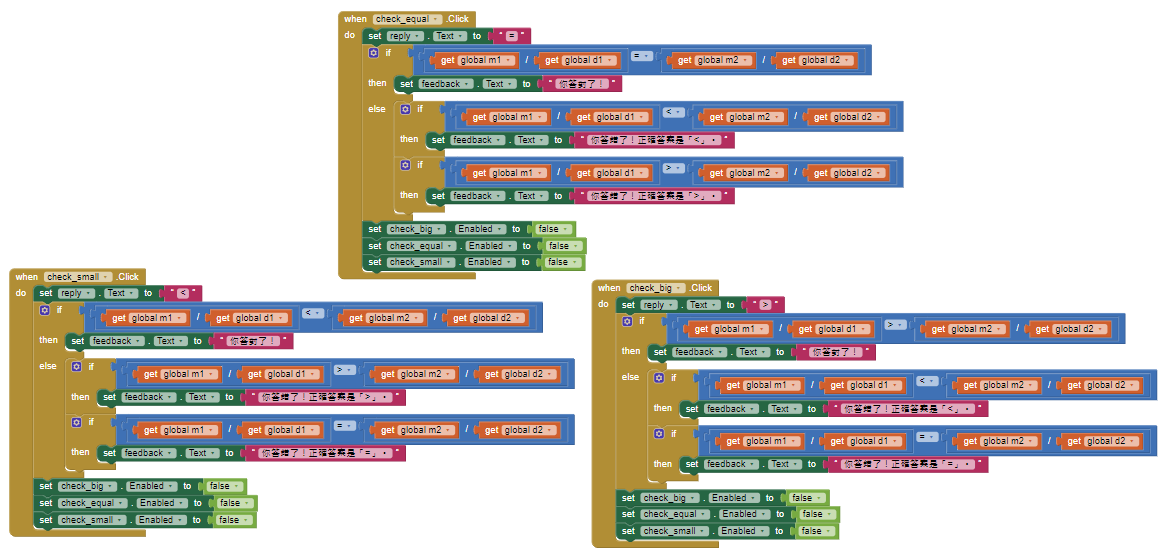 when check_equal .Click
do set reply . Text to " = "
if get global m1 / get global d1 = get global m2 / get global d2
then set feedback . Text to " 你答對了！ "
else if get global m1 / get global d1 < get global m2 / get global d2
then set feedback . Text to " 你答錯了！正確答案是「<」。 "
if get global m1 / get global d1 > get global m2 / get global d2
then set feedback . Text to " 你答錯了！正確答案是「>」。 "
set check_big . Enabled to false
set check_equal . Enabled to false
set check_small . Enabled to false
when check_small .Click
do set reply . Text to " < "
if get global m1 / get global d1 < get global m2 / get global d2
then set feedback . Text to " 你答對了！ "
else if get global m1 / get global d1 > get global m2 / get global d2
then set feedback . Text to " 你答錯了！正確答案是「>」。 "
if get global m1 / get global d1 = get global m2 / get global d2
then set feedback . Text to " 你答錯了！正確答案是「=」。 "
set check_big . Enabled to false
set check_equal . Enabled to false
set check_small . Enabled to false
when check_big .Click
do set reply . Text to " > "
if get global m1 / get global d1 > get global m2 / get global d2
then set feedback . Text to " 你答對了！ "
else if get global m1 / get global d1 < get global m2 / get global d2
then set feedback . Text to " 你答錯了！正確答案是「<」。 "
if get global m1 / get global d1 = get global m2 / get global d2
then set feedback . Text to " 你答錯了！正確答案是「=」。 "
set check_big . Enabled to false
set check_equal . Enabled to false
set check_small . Enabled to false